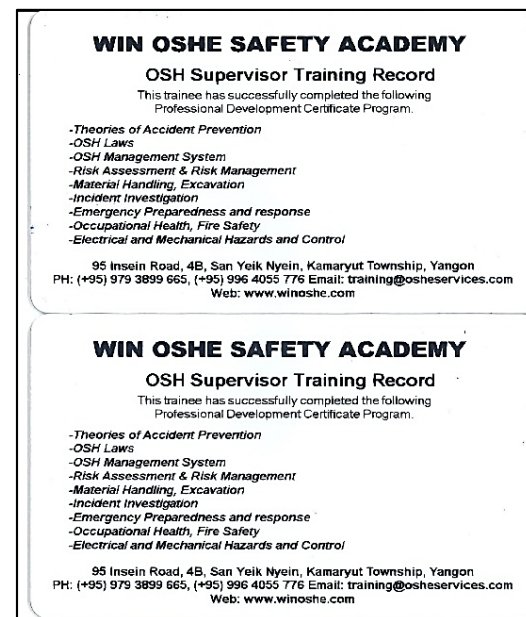 WIN OSHE SAFETY ACADEMY
OSH Supervisor Training Record
This trainee has successfully completed the following
Professional Development Certificate Program.
-Theories of Accident Prevention
-OSH Laws
-OSH Management System
-Risk Assessment & Risk Management
-Material Handling, Excavation
-Incident Investigation
-Emergency Preparedness and response
-Occupational Health, Fire Safety
-Electrical and Mechanical Hazards and Control
95 Insein Road, 4B, San Yeik Nyein, Kamaryut Township, Yangon
PH: (+95) 979 3899 665, (+95) 996 4055 776 Email: training@osheservices.com
Web: www.winoshe.com
WIN OSHE SAFETY ACADEMY
OSH Supervisor Training Record
This trainee has successfully completed the following
Professional Development Certificate Program.
-Theories of Accident Prevention
-OSH Laws
-OSH Management System
-Risk Assessment & Risk Management
-Material Handling, Excavation
-Incident Investigation
-Emergency Preparedness and response
-Occupational Health, Fire Safety
-Electrical and Mechanical Hazards and Control
95 Insein Road, 4B, San Yeik Nyein, Kamaryut Township, Yangon
PH: (+95) 979 3899 665, (+95) 996 4055 776 Email: training@osheservices.com
Web: www.winoshe.com